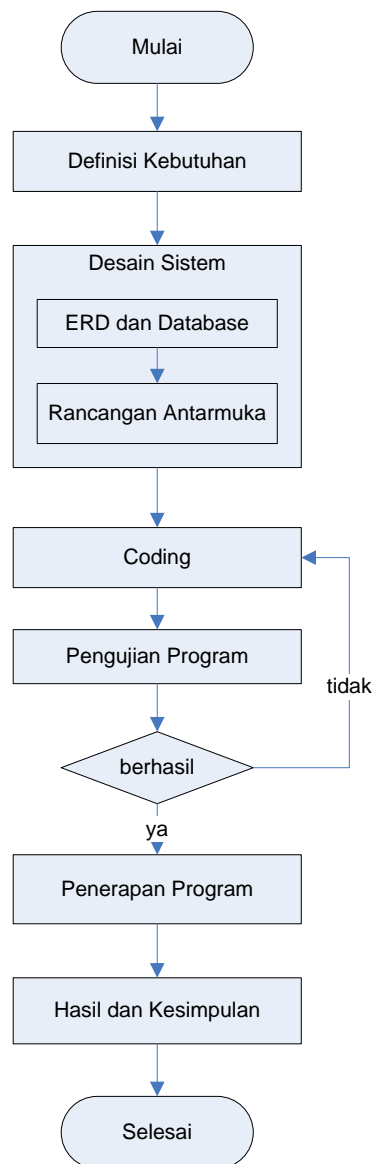 Mulai
Definisi Kebutuhan
Desain Sistem
ERD dan Database
Rancangan Antarmuka
Coding
Pengujian Program
tidak
berhasil
ya
Penerapan Program
Hasil dan Kesimpulan
Selesai